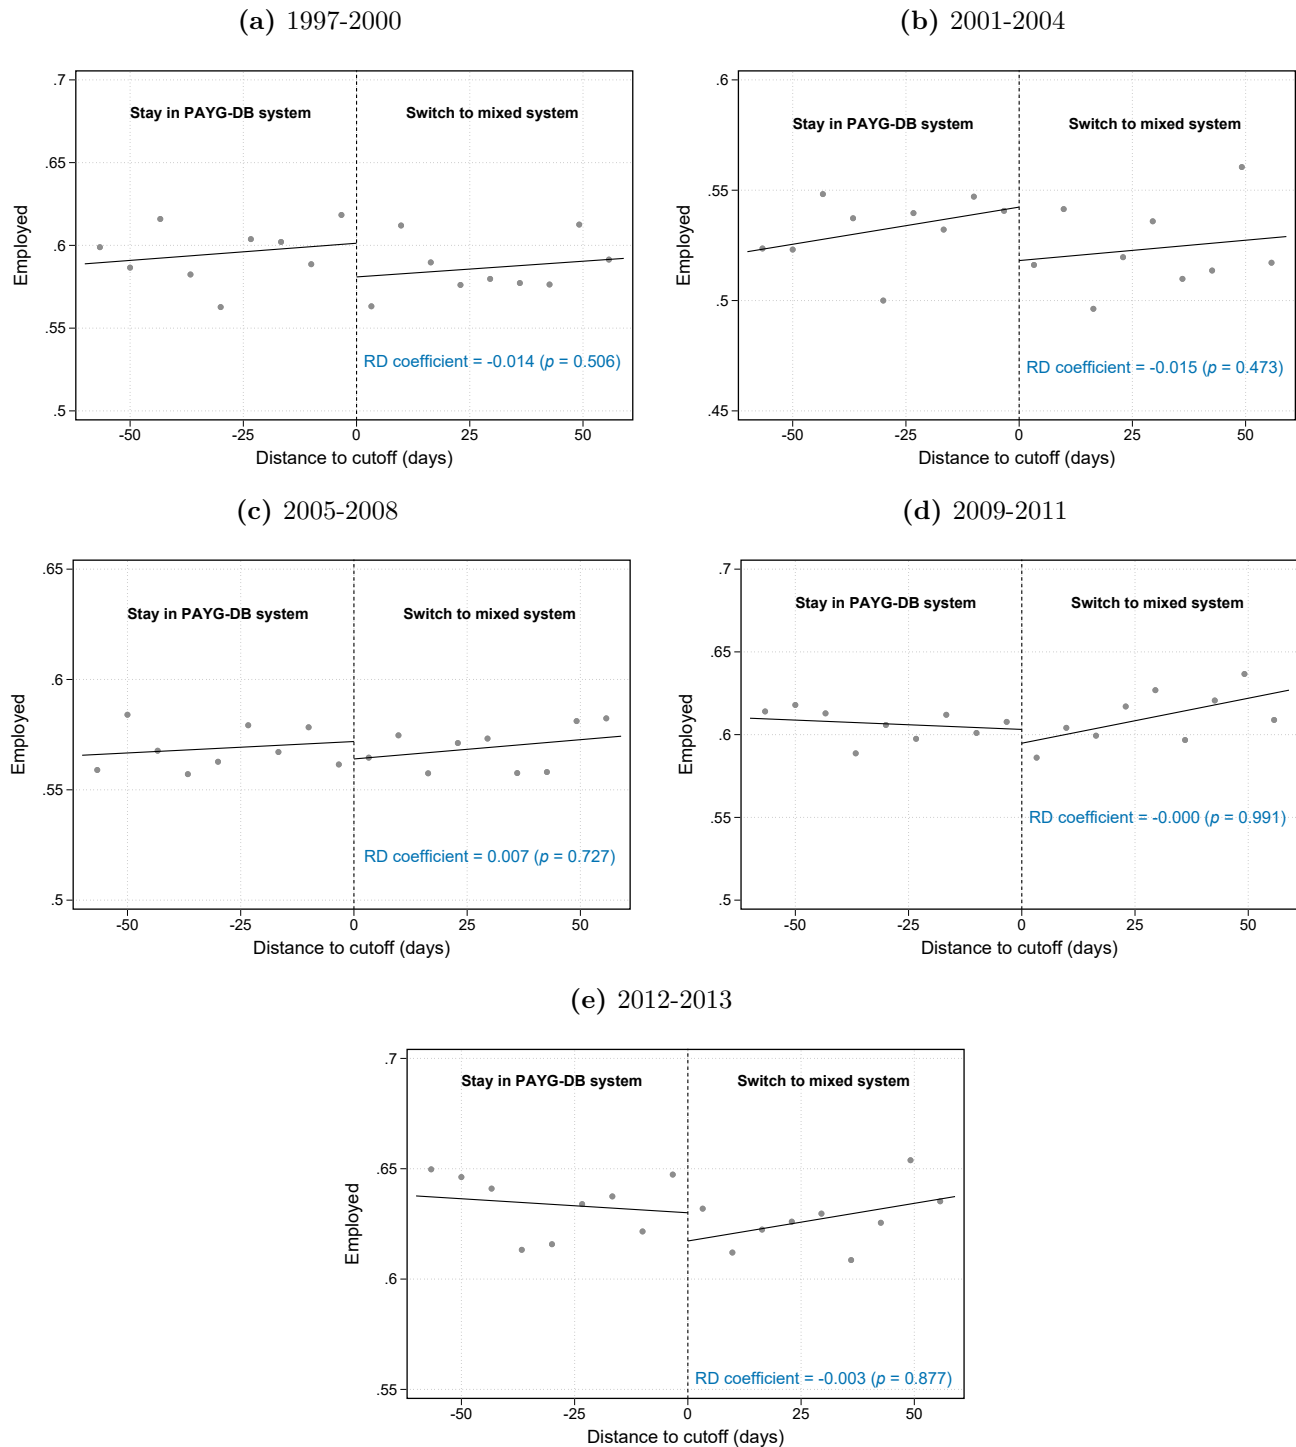 (a) 1997-2000
.7
.65
.6
.55
.5
Employed
Stay in PAYG-DB system
Switch to mixed system
RD coefficient = -0.014 (p = 0.506)
-50 -25 0 25 50
Distance to cutoff (days)
(b) 2001-2004
.6
.55
.5
.45
Employed
Stay in PAYG-DB system
Switch to mixed system
RD coefficient = -0.015 (p = 0.473)
-50 -25 0 25 50
Distance to cutoff (days)
(c) 2005-2008
.65
.6
.55
.5
Employed
Stay in PAYG-DB system
Switch to mixed system
RD coefficient = 0.007 (p = 0.727)
-50 -25 0 25 50
Distance to cutoff (days)
(d) 2009-2011
.7
.65
.6
.55
.5
Employed
Stay in PAYG-DB system
Switch to mixed system
RD coefficient = -0.000 (p = 0.991)
-50 -25 0 25 50
Distance to cutoff (days)
(e) 2012-2013
.7
.65
.6
.55
Employed
Stay in PAYG-DB system
Switch to mixed system
RD coefficient = -0.003 (p = 0.877)
-50 -25 0 25 50
Distance to cutoff (days)